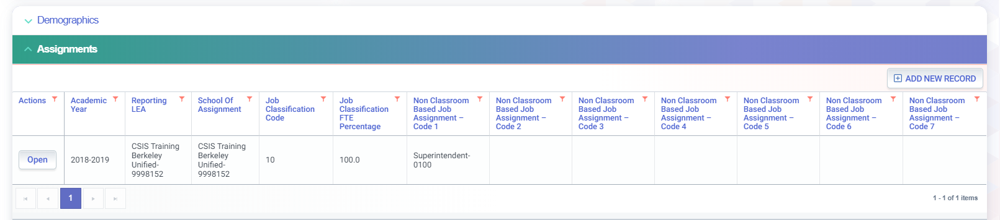 Demographics
Assignments
ADD NEW RECORD
Actions
Academic
Year
Reporting
LEA
School Of
Assignment
Job
Classification
Code
Job
Classification
FTE
Percentage
Non Classroom
Based Job
Assignment –
Code 1
Non Classroom
Based Job
Assignment –
Code 2
Non Classroom
Based Job
Assignment –
Code 3
Non Classroom
Based Job
Assignment –
Code 4
Non Classroom
Based Job
Assignment –
Code 5
Non Classroom
Based Job
Assignment –
Code 6
Non Classroom
Based Job
Assignment –
Code 7
Open
2018-2019
CSIS Training
Berkeley
Unified-
9998152
CSIS Training
Berkeley
Unified-
9998152
10
100.0
Superintendent-
0100
1
1 - 1 of 1 items